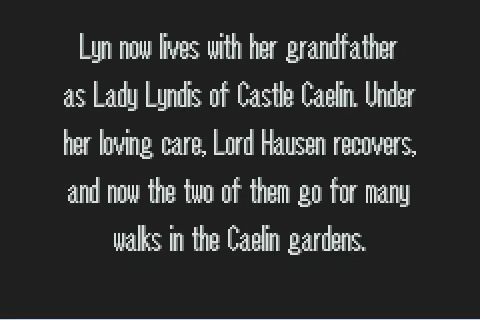 Lyn now lives with her grandfather
as Lady Lyndis of Castle Caelin. Under
her loving care, Lord Hausen recovers,
and now the two of them go for many
walks in the Caelin gardens.